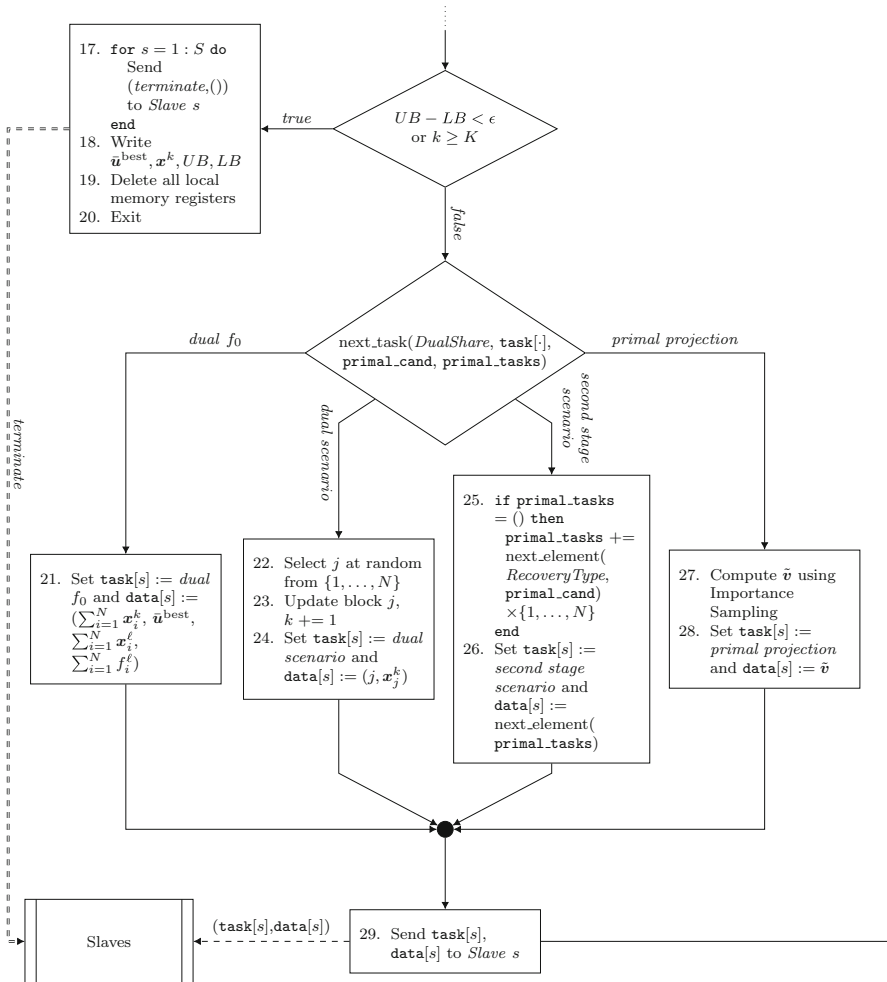 17. for s = 1 : S do
Send
(terminate,())
to Slave s
end
18. Write
ū^best, x^k, UB, LB
19. Delete all local
memory registers
20. Exit
true
UB − LB < ϵ
or k ≥ K
false
terminate
dual f₀
next_task(DualShare, task[·],
primal_cand, primal_tasks)
primal projection
dual scenario
second stage
scenario
21. Set task[s] := dual
f₀ and data[s] :=
(∑_{i=1}^N x_i^k, ū^best,
∑_{i=1}^N x_i^ℓ,
∑_{i=1}^N f_i^ℓ)
22. Select j at random
from {1, . . . , N}
23. Update block j,
k += 1
24. Set task[s] := dual
scenario and
data[s] := (j, x_j^k)
25. if primal_tasks
= () then
primal_tasks +=
next_element(
RecoveryType,
primal_cand)
×{1, . . . , N}
end
26. Set task[s] :=
second stage
scenario and
data[s] :=
next_element(
primal_tasks)
27. Compute ṽ using
Importance
Sampling
28. Set task[s] :=
primal projection
and data[s] := ṽ
Slaves
(task[s],data[s])
29. Send task[s],
data[s] to Slave s